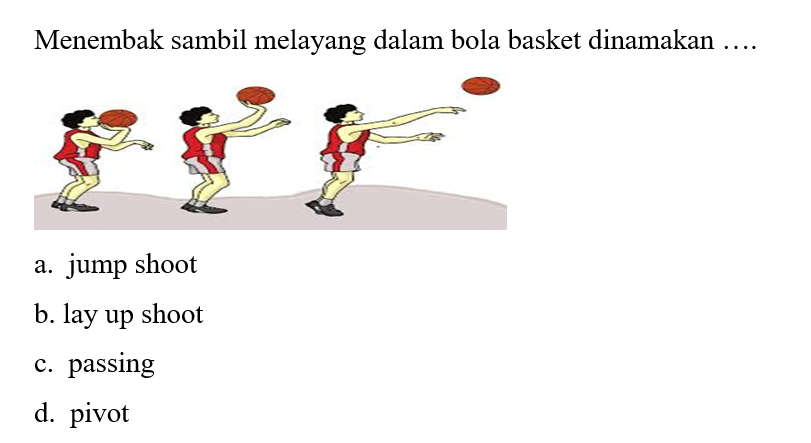 Menembak sambil melayang dalam bola basket dinamakan ….
a. jump shoot
b. lay up shoot
c. passing
d. pivot